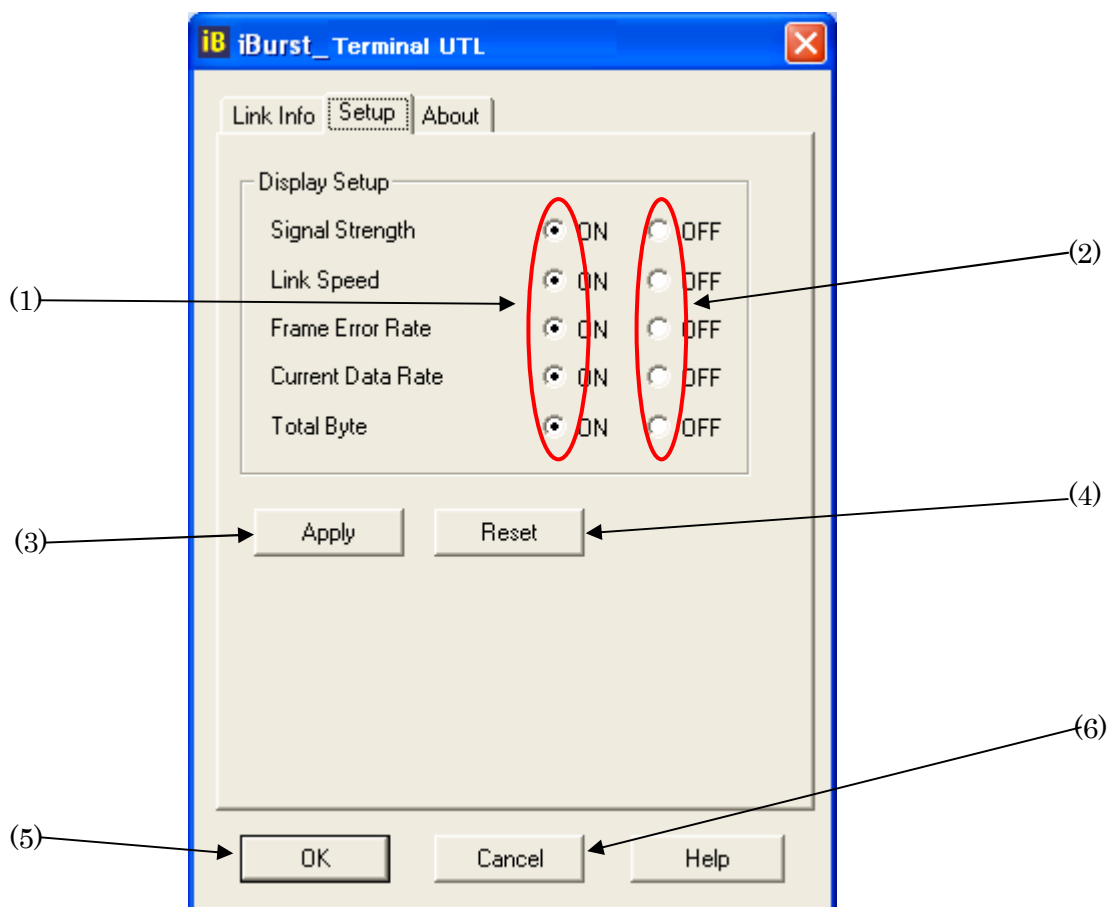 iB iBurst_Terminal UTL
Link Info Setup About
Display Setup
Signal Strength ON OFF
(2)
Link Speed ON OFF
(1)
Frame Error Rate ON OFF
Current Data Rate ON OFF
Total Byte ON OFF
(4)
(3) Apply Reset
(6)
(5) OK Cancel Help